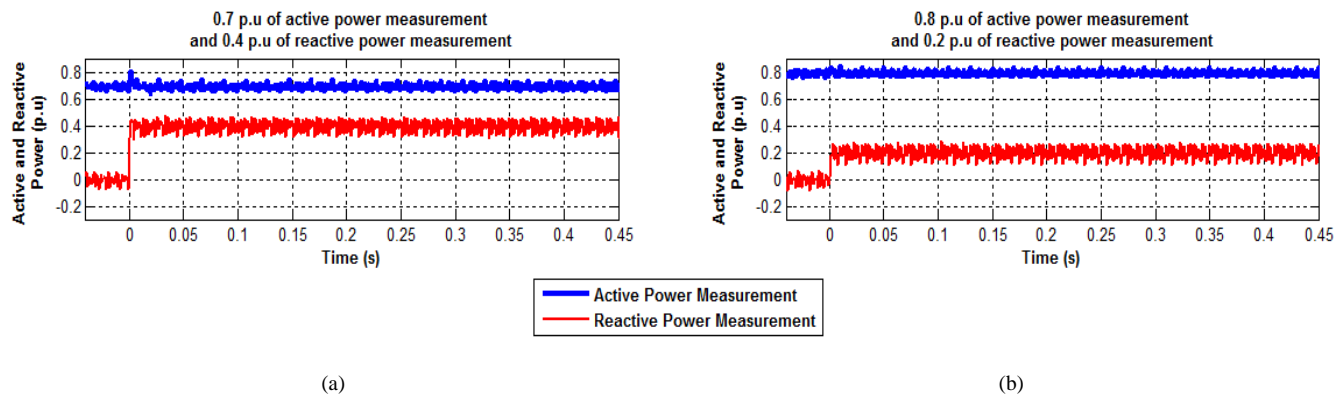 0.7 p.u of active power measurement
and 0.4 p.u of reactive power measurement
Active and Reactive
Power (p.u)
0.8
0.6
0.4
0.2
0
-0.2
0 0.05 0.1 0.15 0.2 0.25 0.3 0.35 0.4 0.45
Time (s)
0.8 p.u of active power measurement
and 0.2 p.u of reactive power measurement
Active and Reactive
Power (p.u)
0.8
0.6
0.4
0.2
0
-0.2
0 0.05 0.1 0.15 0.2 0.25 0.3 0.35 0.4 0.45
Time (s)
Active Power Measurement
Reactive Power Measurement
(a)
(b)